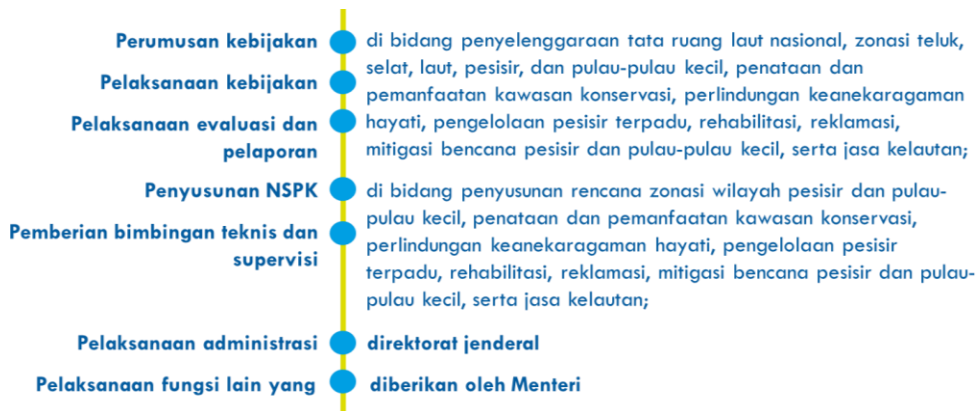 Perumusan kebijakan
Pelaksanaan kebijakan
Pelaksanaan evaluasi dan
pelaporan
di bidang penyelenggaraan tata ruang laut nasional, zonasi teluk,
selat, laut, pesisir, dan pulau-pulau kecil, penataan dan
pemanfaatan kawasan konservasi, perlindungan keanekaragaman
hayati, pengelolaan pesisir terpadu, rehabilitasi, reklamasi,
mitigasi bencana pesisir dan pulau-pulau kecil, serta jasa kelautan;
Penyusunan NSPK
Pemberian bimbingan teknis dan
supervisi
di bidang penyusunan rencana zonasi wilayah pesisir dan pulau-
pulau kecil, penataan dan pemanfaatan kawasan konservasi,
perlindungan keanekaragaman hayati, pengelolaan pesisir
terpadu, rehabilitasi, reklamasi, mitigasi bencana pesisir dan pulau-
pulau kecil, serta jasa kelautan;
Pelaksanaan administrasi
direktorat jenderal
Pelaksanaan fungsi lain yang
diberikan oleh Menteri